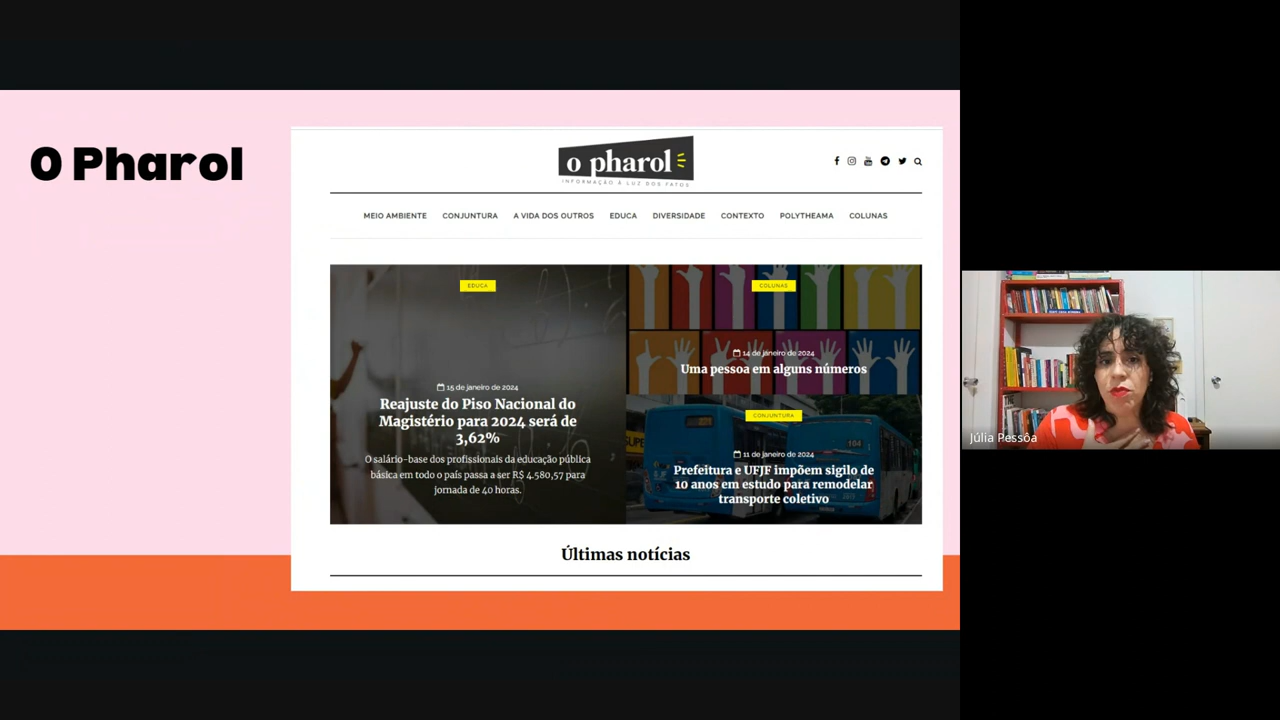 O Pharol
o pharol
INFORMAÇÃO À LUZ DOS FATOS
MEIO AMBIENTE CONJUNTURA A VIDA DOS OUTROS EDUCA DIVERSIDADE CONTEXTO POLYTHEAMA COLUNAS
EDUCA
15 de janeiro de 2024
Reajuste do Piso Nacional do
Magistério para 2024 será de
3,62%
O salário-base dos profissionais da educação pública
básica em todo o país passa a ser R$ 4.580,57 para
jornada de 40 horas.
COLUNAS
14 de janeiro de 2024
Uma pessoa em alguns números
CONJUNTURA
104
11 de janeiro de 2024
Prefeitura e UFJF impõem sigilo de
10 anos em estudo para remodelar
transporte coletivo
Últimas notícias
Júlia Pessôa